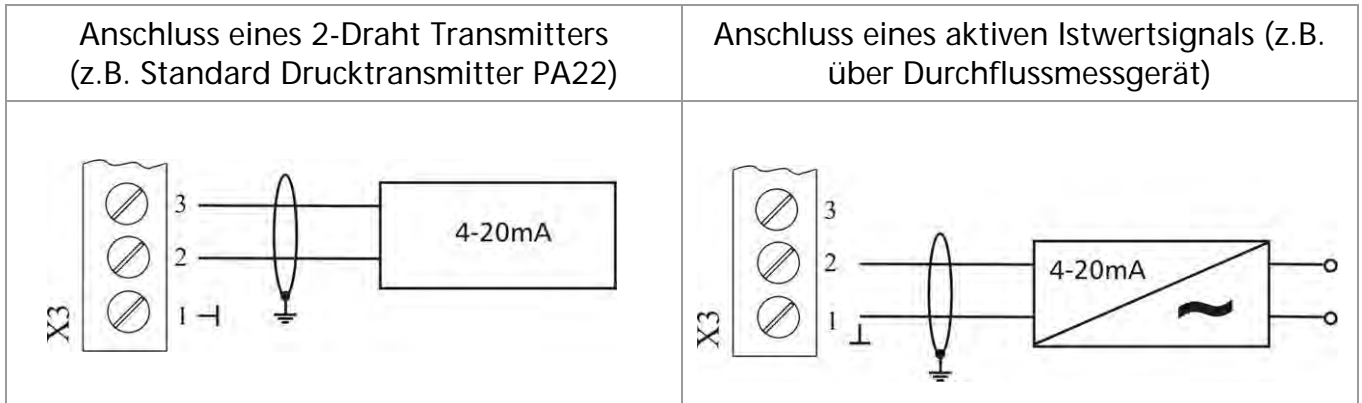 Anschluss eines 2-Draht Transmitters
(z.B. Standard Drucktransmitter PA22)
Anschluss eines aktiven Istwertsignals (z.B.
über Durchflussmessgerät)
X3
3
2
1
4-20mA
X3
3
2
1
4-20mA